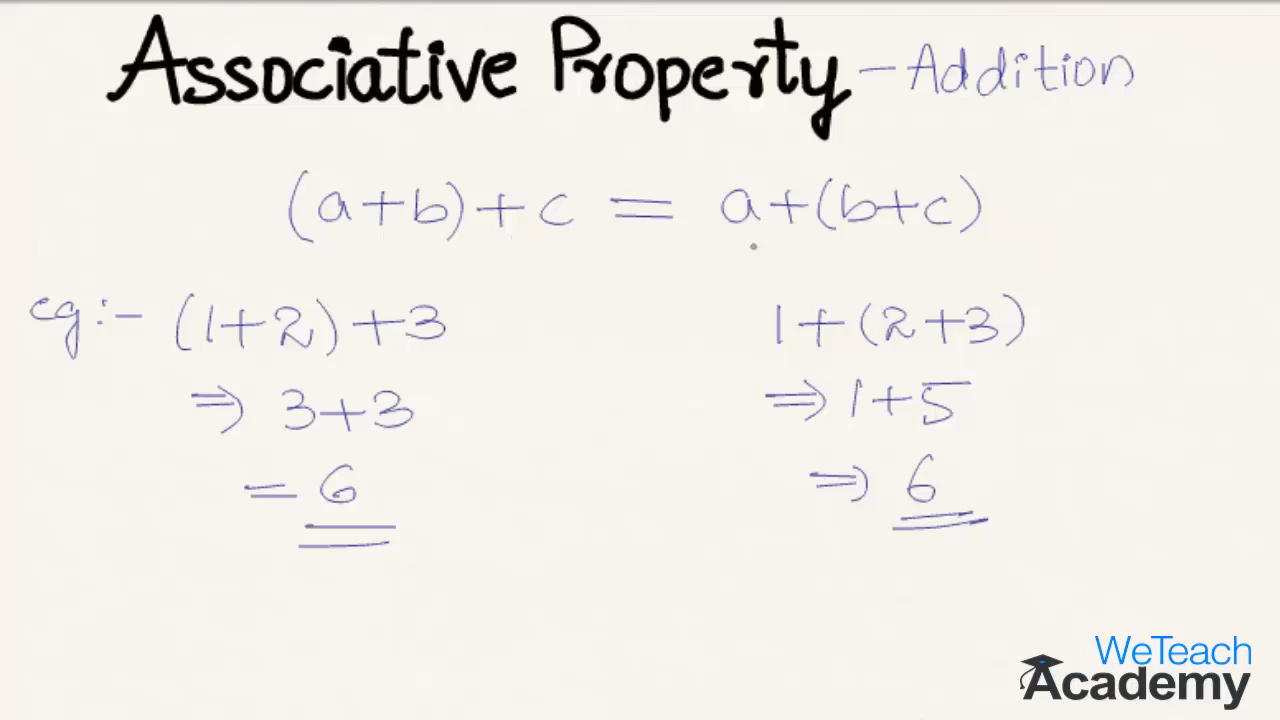 Associative Property - Addition
(a+b)+c = a+(b+c)
eg:- (1+2)+3 1+(2+3)
⇒ 3+3 ⇒ 1+5
= 6 ⇒ 6
WeTeach
Academy